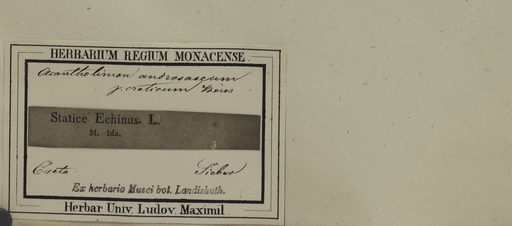 HERBARIUM REGIUM MONACENSE.
Acantholimon androsaceum
γ. creticum Boiss
Statice Echinus. L.
M. Ida.
Creta. Sieber
Ex herbario Musei bot. Landishuth.
Herbar Univ. Ludov. Maximil.